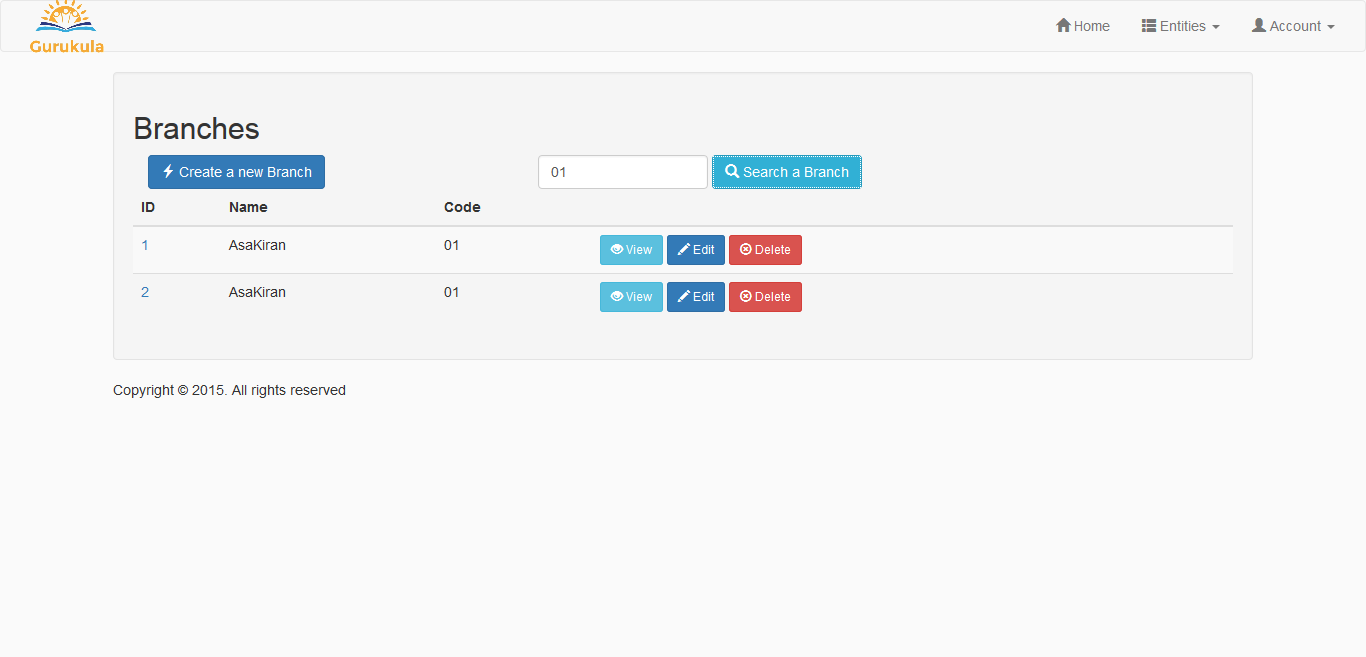 Gurukula
Home Entities Account
Branches
Create a new Branch 01 Search a Branch
ID Name Code
1 AsaKiran 01 View Edit Delete
2 AsaKiran 01 View Edit Delete
Copyright © 2015. All rights reserved